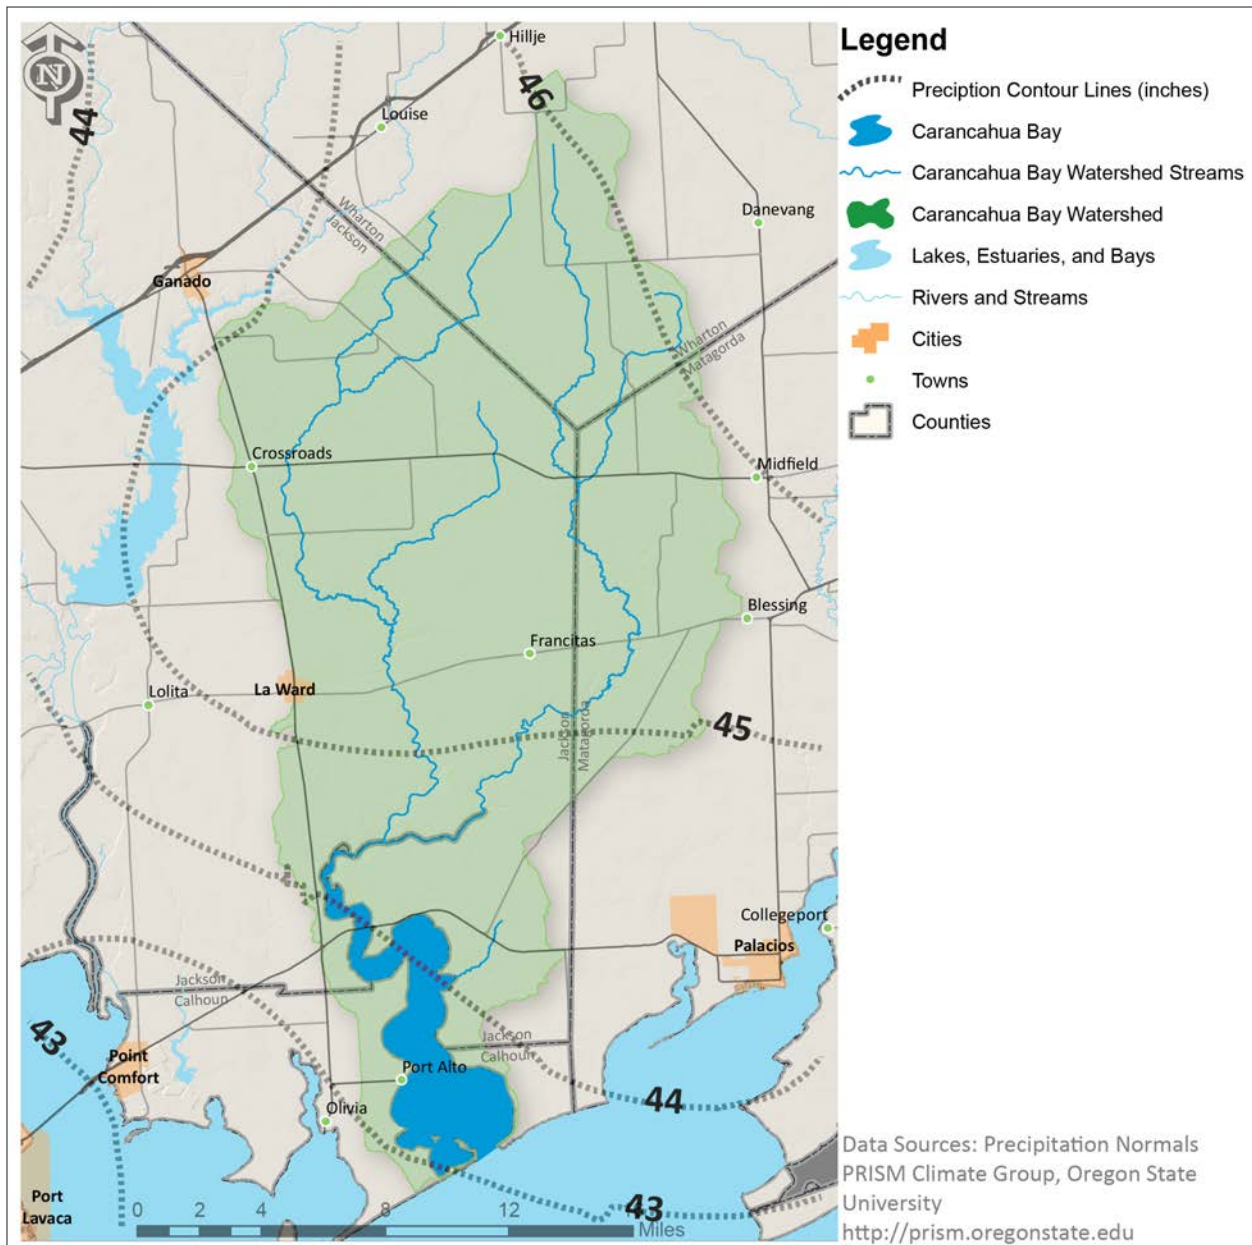 Legend
Preciption Contour Lines (inches)
Carancahua Bay
Carancahua Bay Watershed Streams
Carancahua Bay Watershed
Lakes, Estuaries, and Bays
Rivers and Streams
Cities
Towns
Counties
N
44
Hillje
46
Louise
Wharton
Jackson
Danevang
Ganado
Wharton
Matagorda
Crossroads
Midfield
Blessing
Francitas
La Ward
Lolita
45
Jackson
Matagorda
Collegeport
Palacios
Jackson
Calhoun
43
Jackson
Calhoun
Point
Comfort
Port Alto
44
Olivia
Port
Lavaca
43
0 2 4 8 12
Miles
Data Sources: Precipitation Normals
PRISM Climate Group, Oregon State
University
http://prism.oregonstate.edu